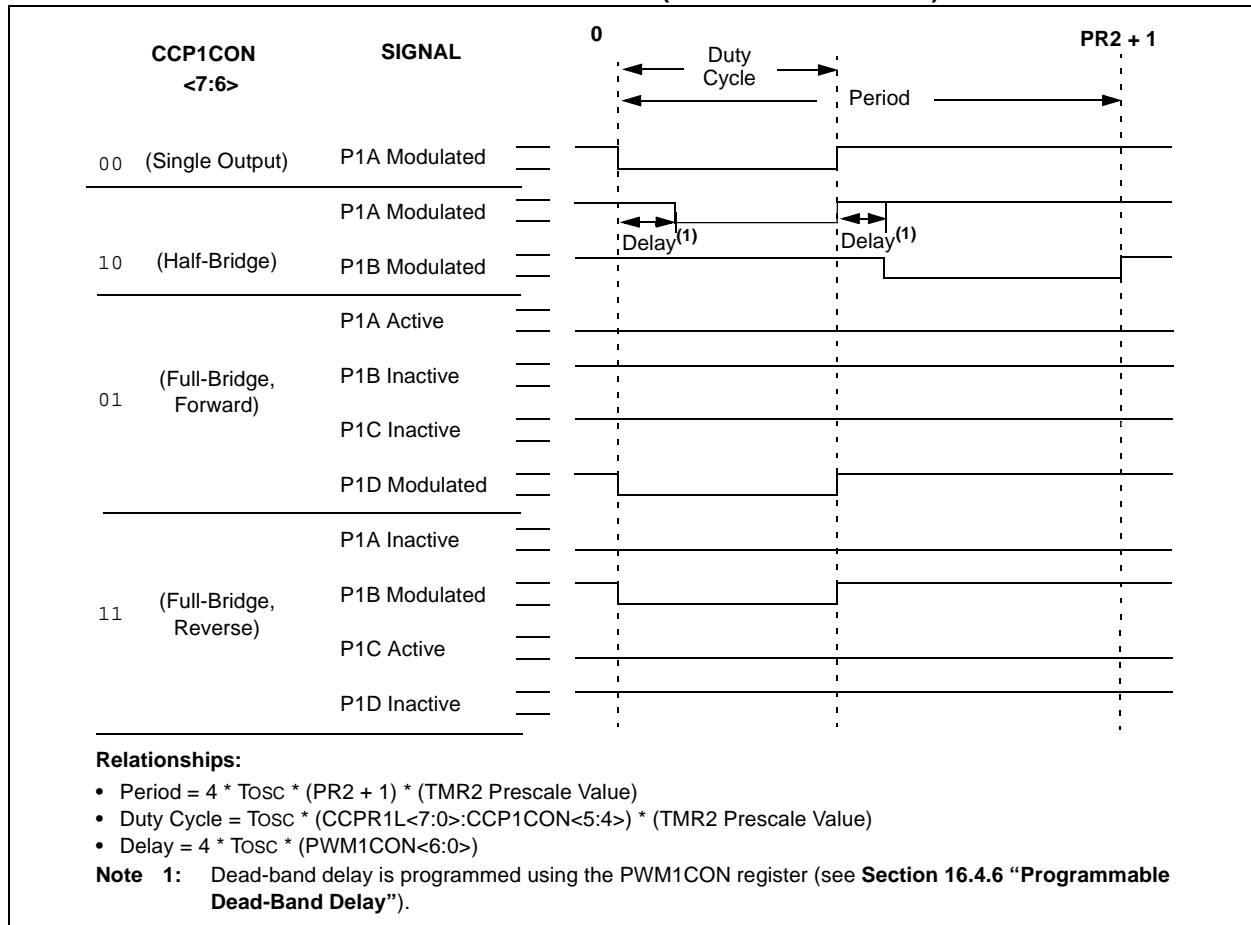 CCP1CON
<7:6>
SIGNAL
0
PR2 + 1
Duty
Cycle
Period
00 (Single Output) P1A Modulated
P1A Modulated
Delay(1) Delay(1)
10 (Half-Bridge) P1B Modulated
P1A Active
P1B Inactive
01 (Full-Bridge,
Forward)
P1C Inactive
P1D Modulated
P1A Inactive
P1B Modulated
11 (Full-Bridge,
Reverse)
P1C Active
P1D Inactive
Relationships:
• Period = 4 * TOSC * (PR2 + 1) * (TMR2 Prescale Value)
• Duty Cycle = TOSC * (CCPR1L<7:0>:CCP1CON<5:4>) * (TMR2 Prescale Value)
• Delay = 4 * TOSC * (PWM1CON<6:0>)
Note 1: Dead-band delay is programmed using the PWM1CON register (see Section 16.4.6 “Programmable
Dead-Band Delay”).